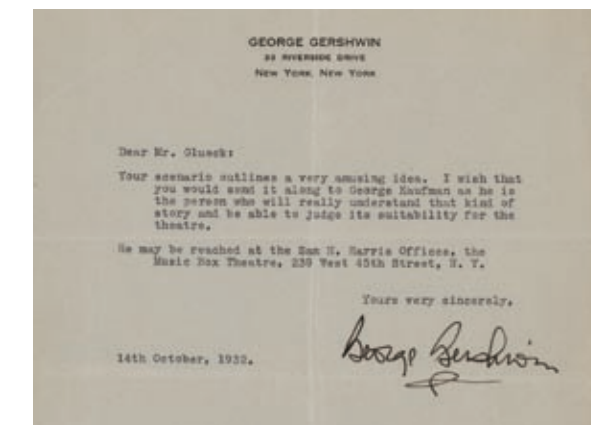 GEORGE GERSHWIN
33 RIVERSIDE DRIVE
NEW YORK, NEW YORK
Dear Mr. Glueck:
Your scenario outlines a very amusing idea. I wish that
you would send it along to George Kaufman as he is
the person who will really understand that kind of
story and be able to judge its suitability for the
theatre.
He may be reached at the Sam H. Harris Offices, the
Music Box Theatre, 239 West 45th Street, N. Y.
Yours very sincerely,
14th October, 1932.
George Gershwin